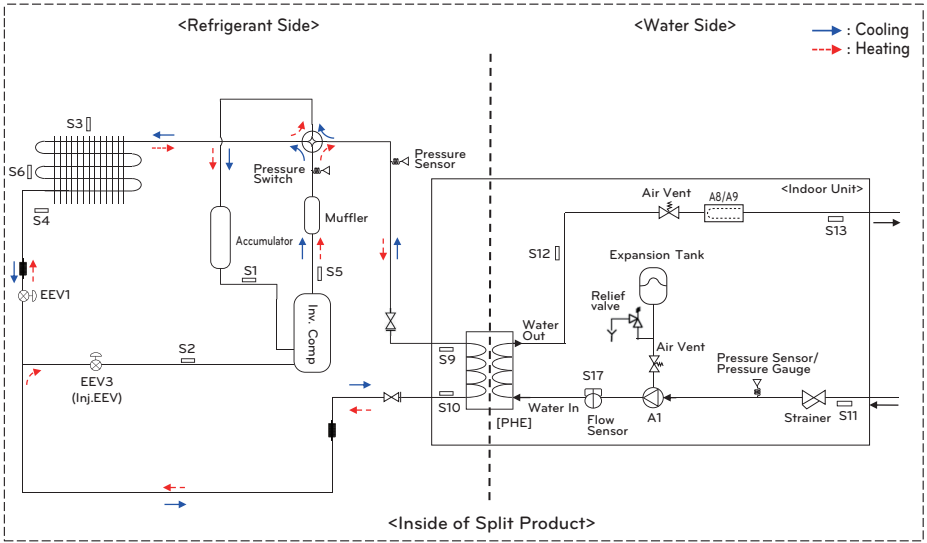 <Refrigerant Side>
<Water Side>
: Cooling
: Heating
S3
S6
S4
Pressure
Switch
Pressure
Sensor
<Indoor Unit>
Air Vent
A8/A9
S13
Muffler
Accumulator
S12
Expansion Tank
S1
S5
EEV1
Relief
valve
Inv. Comp
Water
Out
Air Vent
S2
S9
Pressure Sensor/
Pressure Gauge
EEV3
(Inj.EEV)
S17
S10
Water In
Flow
Sensor
A1
Strainer
S11
[PHE]
<Inside of Split Product>